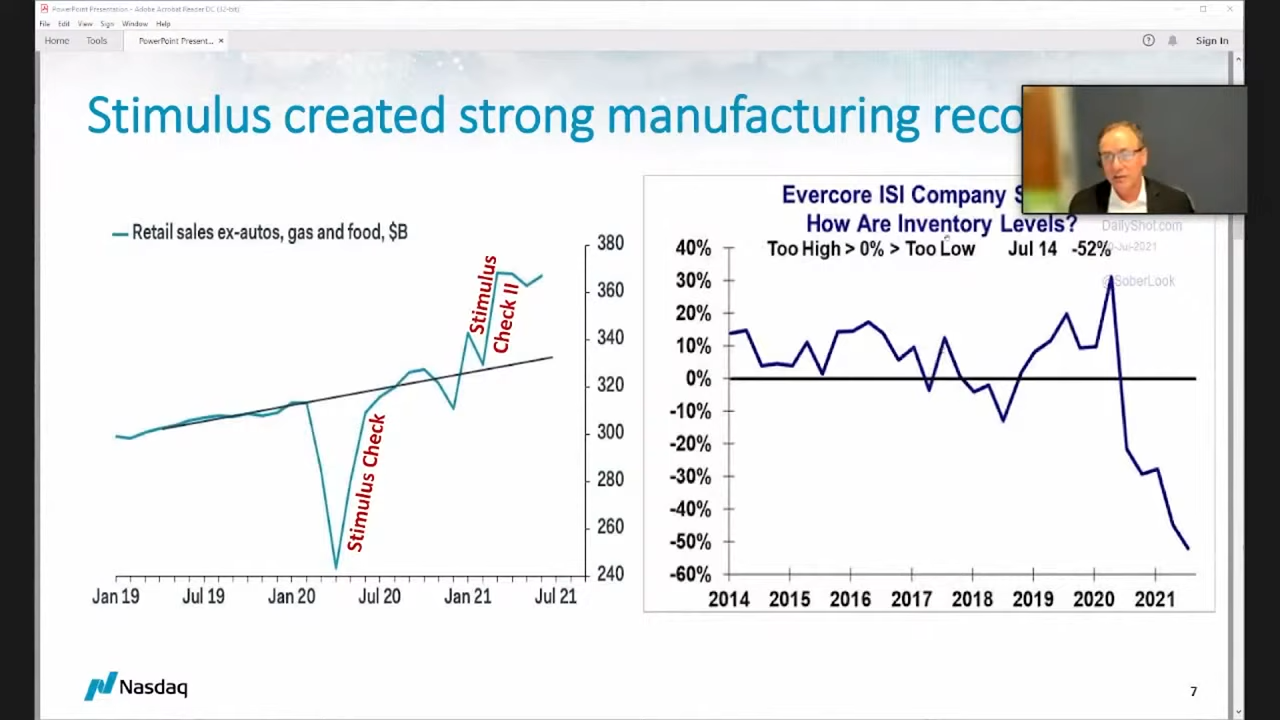 PowerPoint Presentation - Adobe Acrobat Reader DC (32-bit)
File Edit View Sign Window Help
Home Tools PowerPoint Present... × Sign In
Stimulus created strong manufacturing reco
Retail sales ex-autos, gas and food, $B
380
360
340
320
300
280
260
240
Stimulus
Check II
Stimulus Check
Jan 19 Jul 19 Jan 20 Jul 20 Jan 21 Jul 21
Evercore ISI Company S
How Are Inventory Levels?
Too High > 0% > Too Low Jul 14 -52%
DailyShot.com
-Jul-2021
@SoberLook
40%
30%
20%
10%
0%
-10%
-20%
-30%
-40%
-50%
-60%
2014 2015 2016 2017 2018 2019 2020 2021
Nasdaq
7